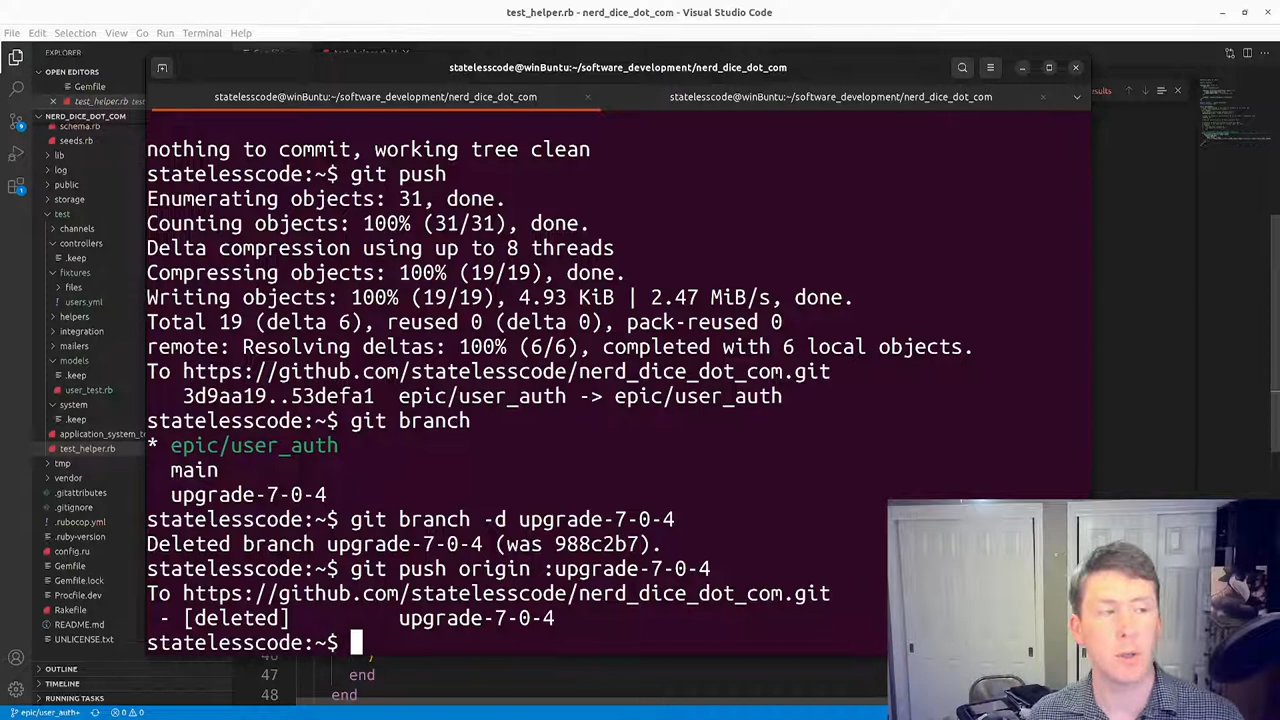 test_helper.rb - nerd_dice_dot_com - Visual Studio Code
File Edit Selection View Go Run Terminal Help
EXPLORER
OPEN EDITORS
Gemfile
test_helper.rb
NERD_DICE_DOT_COM
schema.rb
seeds.rb
lib
log
public
storage
test
channels
controllers
.keep
fixtures
files
users.yml
helpers
integration
mailers
models
.keep
user_test.rb
system
.keep
application_system_t
test_helper.rb
tmp
vendor
.gitattributes
.gitignore
.rubocop.yml
.ruby-version
config.ru
Gemfile
Gemfile.lock
Procfile.dev
Rakefile
README.md
UNLICENSE.txt
OUTLINE
TIMELINE
RUNNING TASKS
epic/user_auth+ 0 0
statelesscode@winBuntu:~/software_development/nerd_dice_dot_com
statelesscode@winBuntu:~/software_development/nerd_dice_dot_com
statelesscode@winBuntu:~/software_development/nerd_dice_dot_com
nothing to commit, working tree clean
statelesscode:~$ git push
Enumerating objects: 31, done.
Counting objects: 100% (31/31), done.
Delta compression using up to 8 threads
Compressing objects: 100% (19/19), done.
Writing objects: 100% (19/19), 4.93 KiB | 2.47 MiB/s, done.
Total 19 (delta 6), reused 0 (delta 0), pack-reused 0
remote: Resolving deltas: 100% (6/6), completed with 6 local objects.
To https://github.com/statelesscode/nerd_dice_dot_com.git
3d9aa19..53defa1 epic/user_auth -> epic/user_auth
statelesscode:~$ git branch
* epic/user_auth
main
upgrade-7-0-4
statelesscode:~$ git branch -d upgrade-7-0-4
Deleted branch upgrade-7-0-4 (was 988c2b7).
statelesscode:~$ git push origin :upgrade-7-0-4
To https://github.com/statelesscode/nerd_dice_dot_com.git
- [deleted] upgrade-7-0-4
statelesscode:~$
47 end
48 end